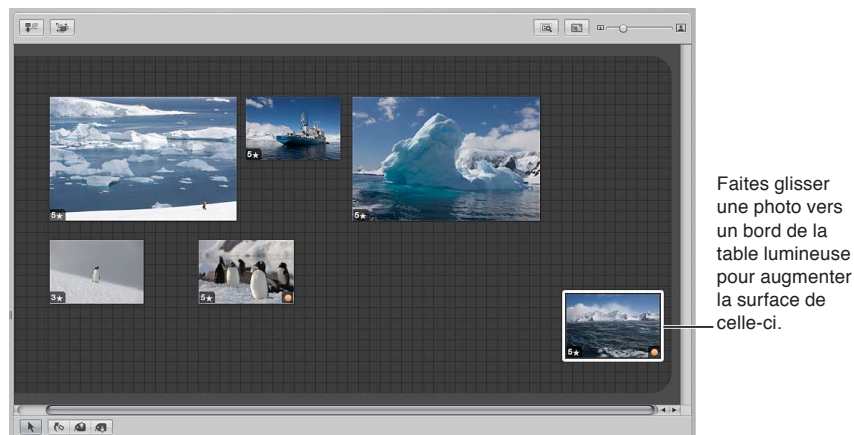 5★
5★
5★
3★
5★
5★
Faites glisser
une photo vers
un bord de la
table lumineuse
pour augmenter
la surface de
celle-ci.